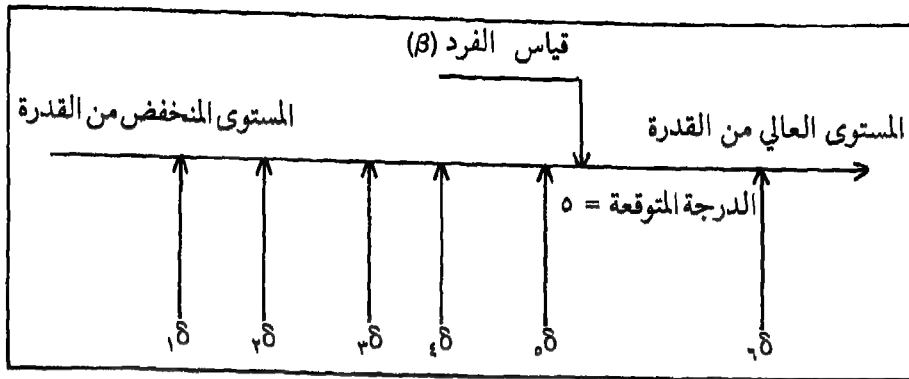 قياس الفرد (β)
المستوى المنخفض من القدرة
المستوى العالي من القدرة
الدرجة المتوقعة = ٥
δ١ δ٢ δ٣ δ٤ δ٥ δ٦